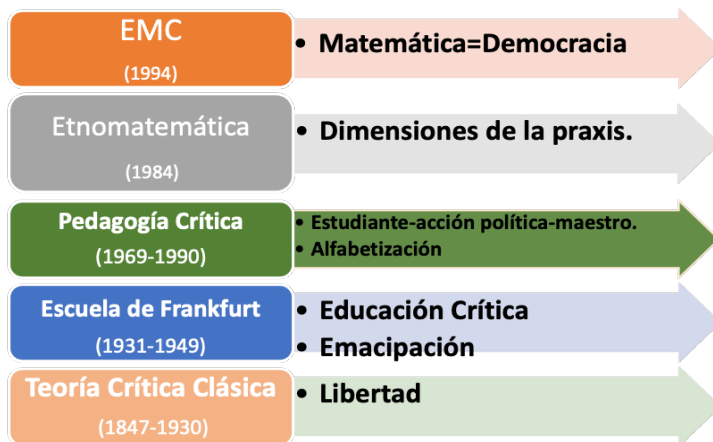 EMC
(1994)
• Matemática=Democracia
Etnomatemática
(1984)
• Dimensiones de la praxis.
Pedagogía Crítica
(1969-1990)
• Estudiante-acción política-maestro.
• Alfabetización
Escuela de Frankfurt
(1931-1949)
• Educación Crítica
• Emacipación
Teoría Crítica Clásica
(1847-1930)
• Libertad